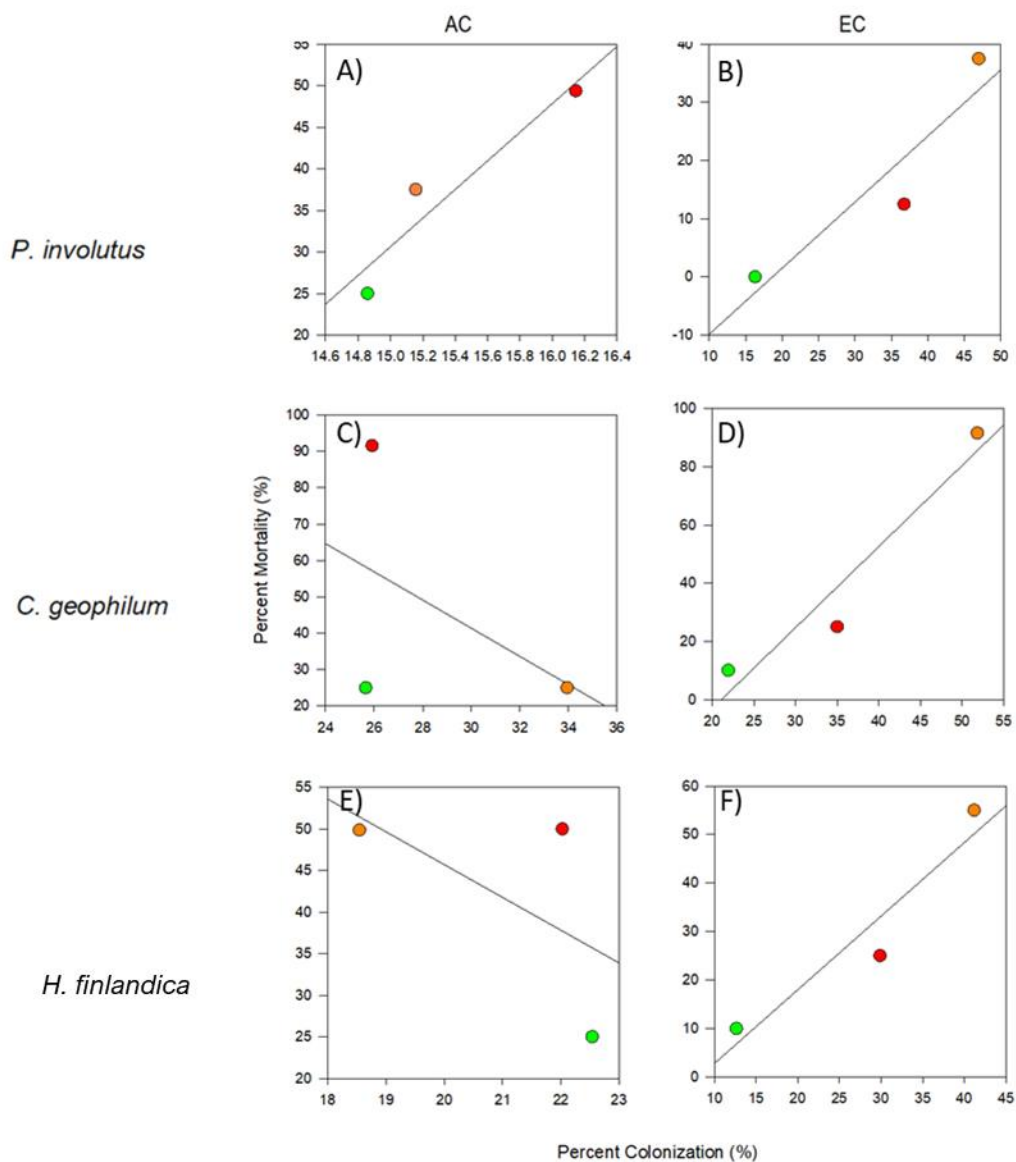 AC
EC
A)
55
50
45
40
35
30
25
20
14.6 14.8 15.0 15.2 15.4 15.6 15.8 16.0 16.2 16.4
B)
40
30
20
10
0
-10
10 15 20 25 30 35 40 45 50
P. involutus
C)
100
90
80
70
60
50
40
30
20
24 26 28 30 32 34 36
D)
100
80
60
40
20
0
20 25 30 35 40 45 50 55
C. geophilum
Percent Mortality (%)
E)
55
50
45
40
35
30
25
20
18 19 20 21 22 23
F)
60
50
40
30
20
10
0
10 15 20 25 30 35 40 45
H. finlandica
Percent Colonization (%)